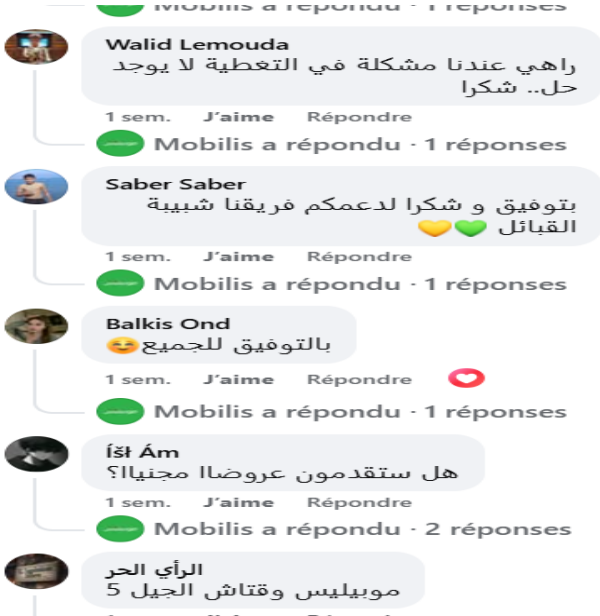 Mobilis a répondu · 1 réponses
Walid Lemouda
راهي عندنا مشكلة في التغطية لا يوجد
حل.. شكرا
1 sem. J'aime Répondre
Mobilis a répondu · 1 réponses
Saber Saber
بتوفيق و شكرا لدعمكم فريقنا شبيبة
القبائل 💚💛
1 sem. J'aime Répondre
Mobilis a répondu · 1 réponses
Balkis Ond
بالتوفيق للجميع😊
1 sem. J'aime Répondre
Mobilis a répondu · 1 réponses
Íšł Ám
هل ستقدمون عروضاا مجنياا؟
1 sem. J'aime Répondre
Mobilis a répondu · 2 réponses
الرأي الحر
موبيليس وقتاش الجيل 5